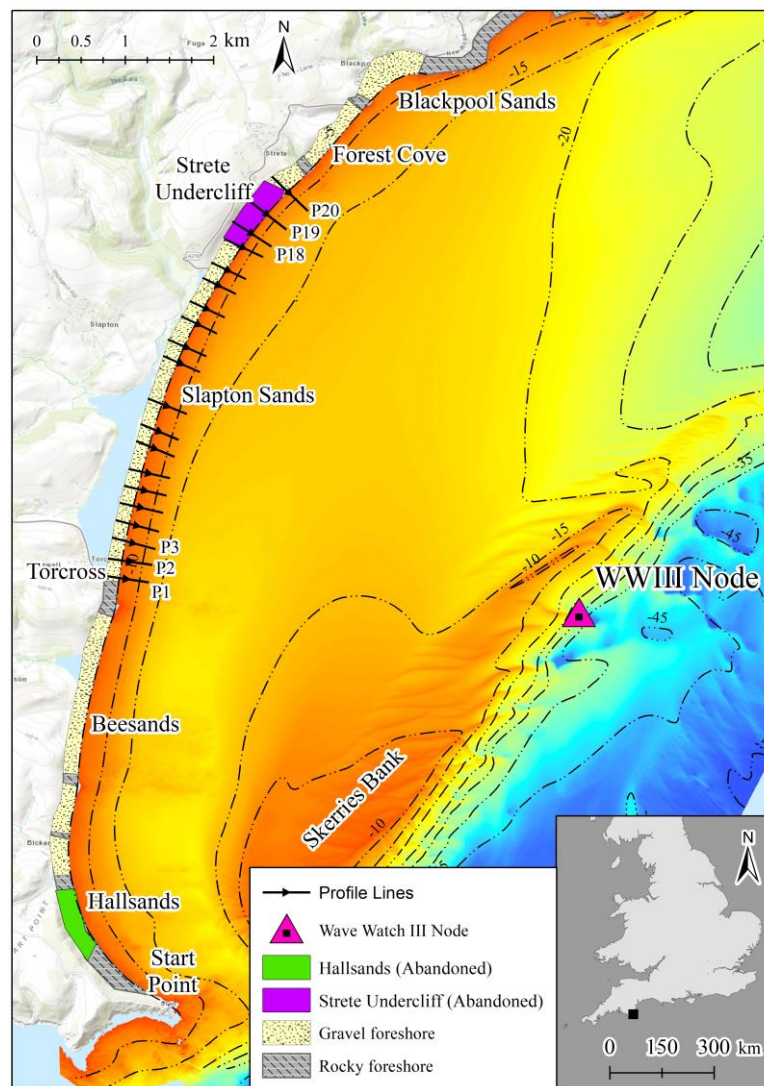 N
0 0.5 1 2 km
-15
Blackpool Sands
-20
Forest Cove
Strete
Strete
Undercliff
P20
P19
P18
Slapton
Slapton Sands
-35
-45
-15
-10
P3
P2
P1
Torcross
WWIII Node
-45
Beesands
Skerries Bank
-10
Hallsands
Start
Point
Profile Lines
Wave Watch III Node
Hallsands (Abandoned)
Strete Undercliff (Abandoned)
Gravel foreshore
Rocky foreshore
N
0 150 300 km